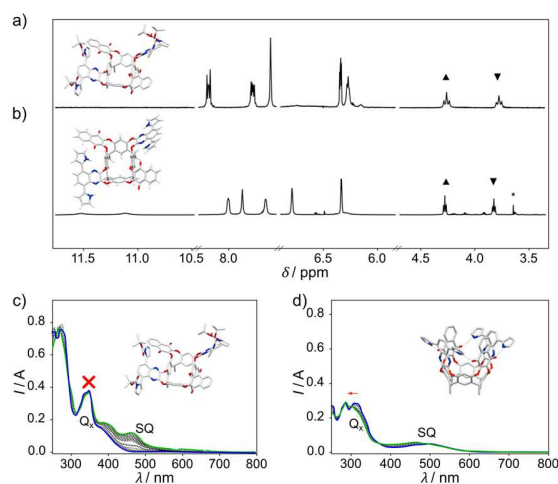 a)
▲ ▼
b)
▲ ▼ *
11.5 11.0 10.5 8.0 7.5 6.5 6.0 4.5 4.0 3.5
δ / ppm
c) d)
0.8 0.8
0.6 0.6
I / A I / A
0.4 0.4
Qx SQ Qx SQ
0.2 0.2
0.0 0.0
300 400 500 600 700 800 300 400 500 600 700 800
λ / nm λ / nm